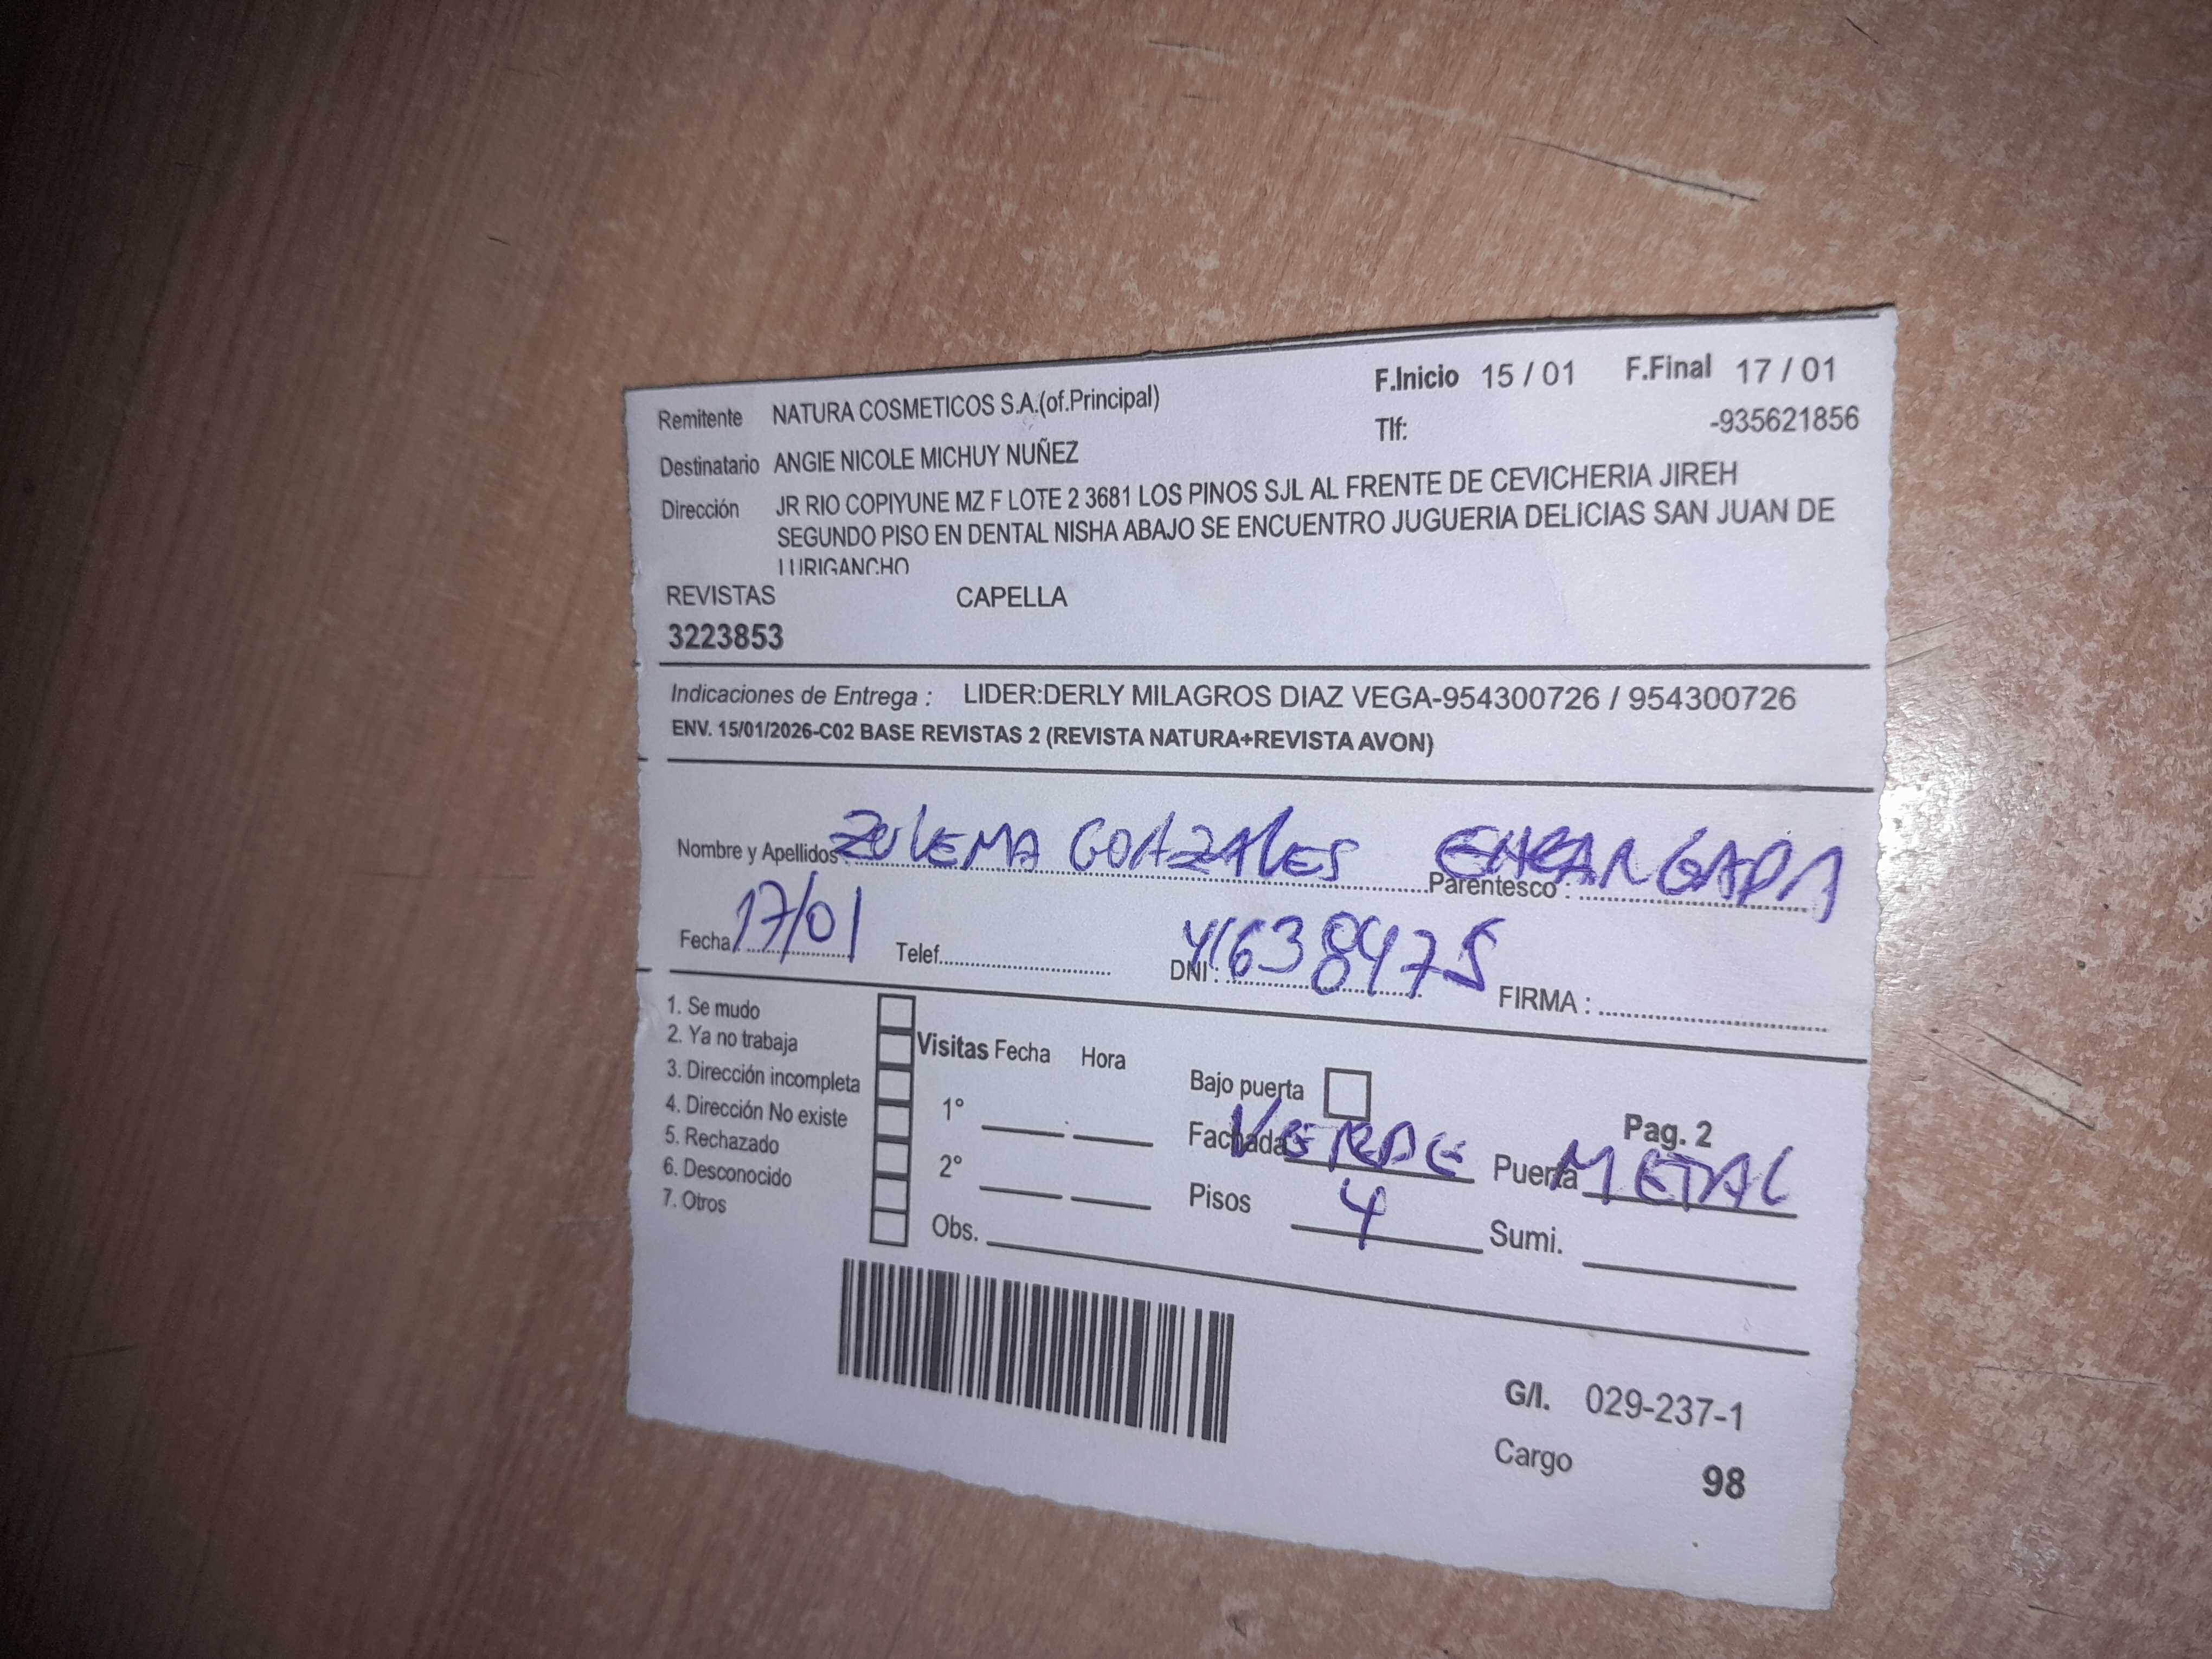 Remitente NATURA COSMETICOS S.A.(of.Principal) F.Inicio 15 / 01 F.Final 17 / 01
Tlf: -935621856
Destinatario ANGIE NICOLE MICHUY NUÑEZ
Dirección JR RIO COPIYUNE MZ F LOTE 2 3681 LOS PINOS SJL AL FRENTE DE CEVICHERIA JIREH
SEGUNDO PISO EN DENTAL NISHA ABAJO SE ENCUENTRO JUGUERIA DELICIAS SAN JUAN DE
LURIGANCHO
REVISTAS CAPELLA
3223853
Indicaciones de Entrega : LIDER:DERLY MILAGROS DIAZ VEGA-954300726 / 954300726
ENV. 15/01/2026-C02 BASE REVISTAS 2 (REVISTA NATURA+REVISTA AVON)
Nombre y Apellidos : ZULEMA GONZALES Parentesco : ENCARGADA
Fecha 17/01 Telef. DNI : 41638475 FIRMA :
1. Se mudo
2. Ya no trabaja
3. Dirección incompleta
4. Dirección No existe
5. Rechazado
6. Desconocido
7. Otros
Visitas Fecha Hora
1°
2°
Obs.
Bajo puerta
Pag. 2
Fachada VERDE Puerta METAL
Pisos 4 Sumi.
G/I. 029-237-1
Cargo 98